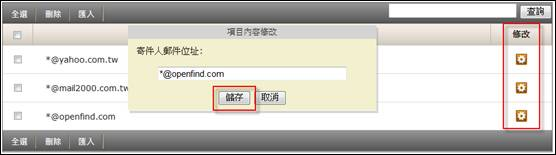 全選 刪除 匯入 查詢
項目內容修改 修改
寄件人郵件位址：
*@yahoo.com.tw
*@openfind.com
*@mail2000.com.tw
儲存 取消
*@openfind.com
全選 刪除 匯入